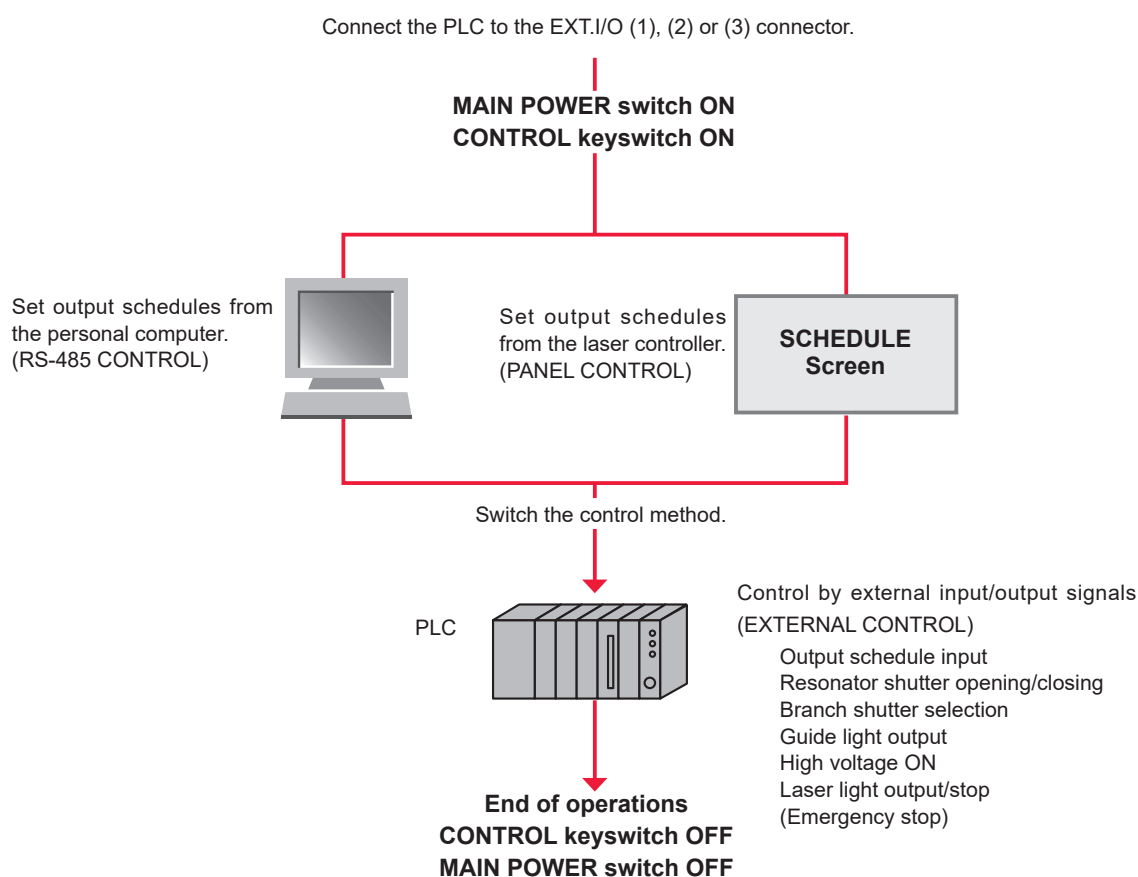 Connect the PLC to the EXT.I/O (1), (2) or (3) connector.
MAIN POWER switch ON
CONTROL keyswitch ON
Set output schedules from
the personal computer.
(RS-485 CONTROL)
Set output schedules
from the laser controller.
(PANEL CONTROL)
SCHEDULE
Screen
Switch the control method.
PLC
Control by external input/output signals
(EXTERNAL CONTROL)
Output schedule input
Resonator shutter opening/closing
Branch shutter selection
Guide light output
High voltage ON
Laser light output/stop
(Emergency stop)
End of operations
CONTROL keyswitch OFF
MAIN POWER switch OFF